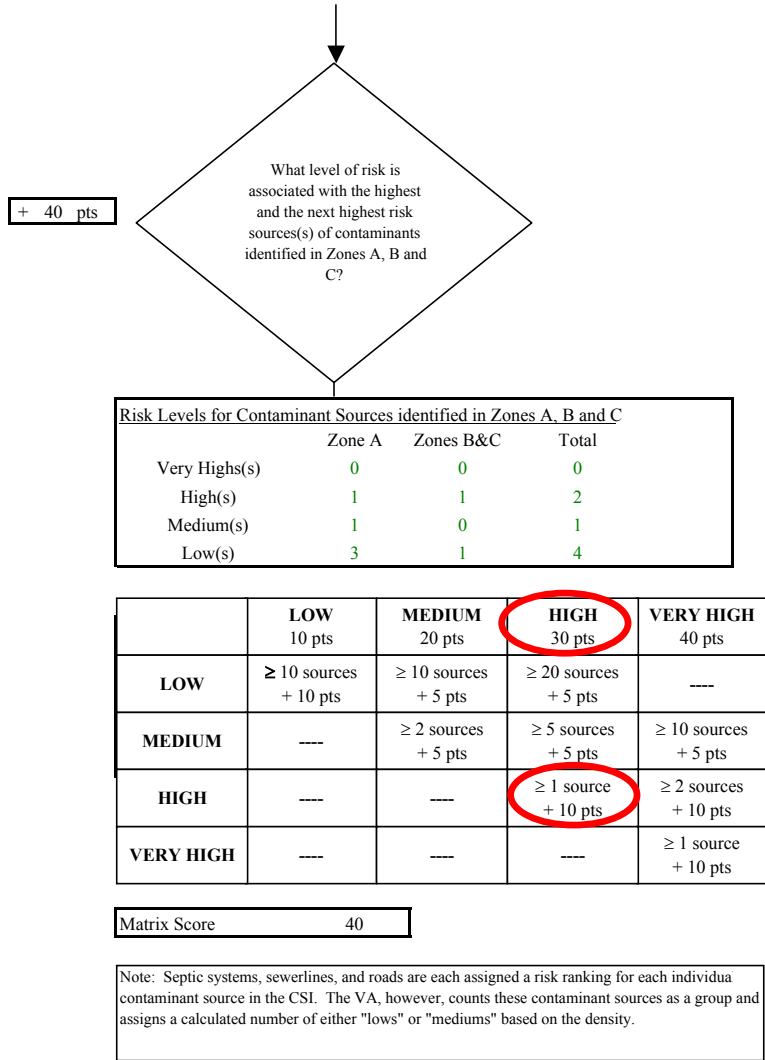 What level of risk is
associated with the highest
and the next highest risk
sources(s) of contaminants
identified in Zones A, B and
C?
+ 40 pts
Risk Levels for Contaminant Sources identified in Zones A, B and C
Zone A Zones B&C Total
Very Highs(s) 0 0 0
High(s) 1 1 2
Medium(s) 1 0 1
Low(s) 3 1 4
LOW MEDIUM HIGH VERY HIGH
10 pts 20 pts 30 pts 40 pts
LOW ≥ 10 sources ≥ 10 sources ≥ 20 sources ----
+ 10 pts + 5 pts + 5 pts
MEDIUM ---- ≥ 2 sources ≥ 5 sources ≥ 10 sources
+ 5 pts + 5 pts + 5 pts
HIGH ---- ---- ≥ 1 source ≥ 2 sources
+ 10 pts + 10 pts
VERY HIGH ---- ---- ---- ≥ 1 source
+ 10 pts
Matrix Score 40
Note: Septic systems, sewerlines, and roads are each assigned a risk ranking for each individua
contaminant source in the CSI. The VA, however, counts these contaminant sources as a group and
assigns a calculated number of either "lows" or "mediums" based on the density.